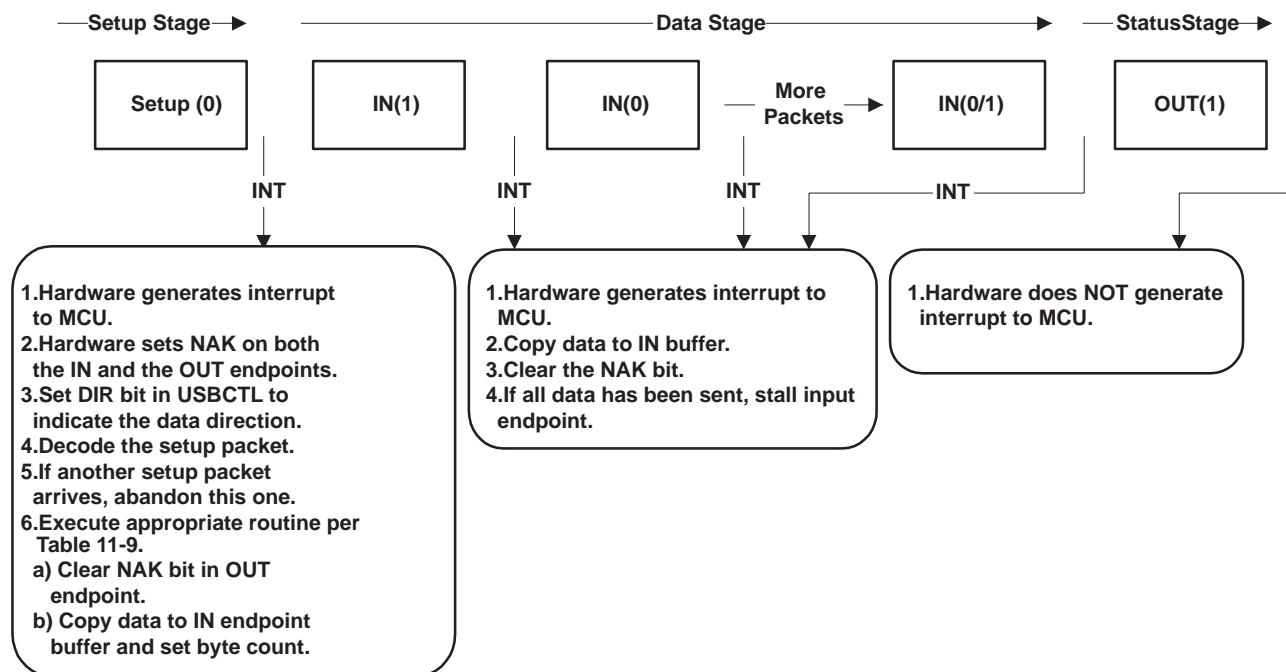 Setup Stage
Data Stage
StatusStage
Setup (0)
IN(1)
IN(0)
More
Packets
IN(0/1)
OUT(1)
INT
INT
INT
INT
1.Hardware generates interrupt
to MCU.
2.Hardware sets NAK on both
the IN and the OUT endpoints.
3.Set DIR bit in USBCTL to
indicate the data direction.
4.Decode the setup packet.
5.If another setup packet
arrives, abandon this one.
6.Execute appropriate routine per
Table 11-9.
a) Clear NAK bit in OUT
endpoint.
b) Copy data to IN endpoint
buffer and set byte count.
1.Hardware generates interrupt to
MCU.
2.Copy data to IN buffer.
3.Clear the NAK bit.
4.If all data has been sent, stall input
endpoint.
1.Hardware does NOT generate
interrupt to MCU.